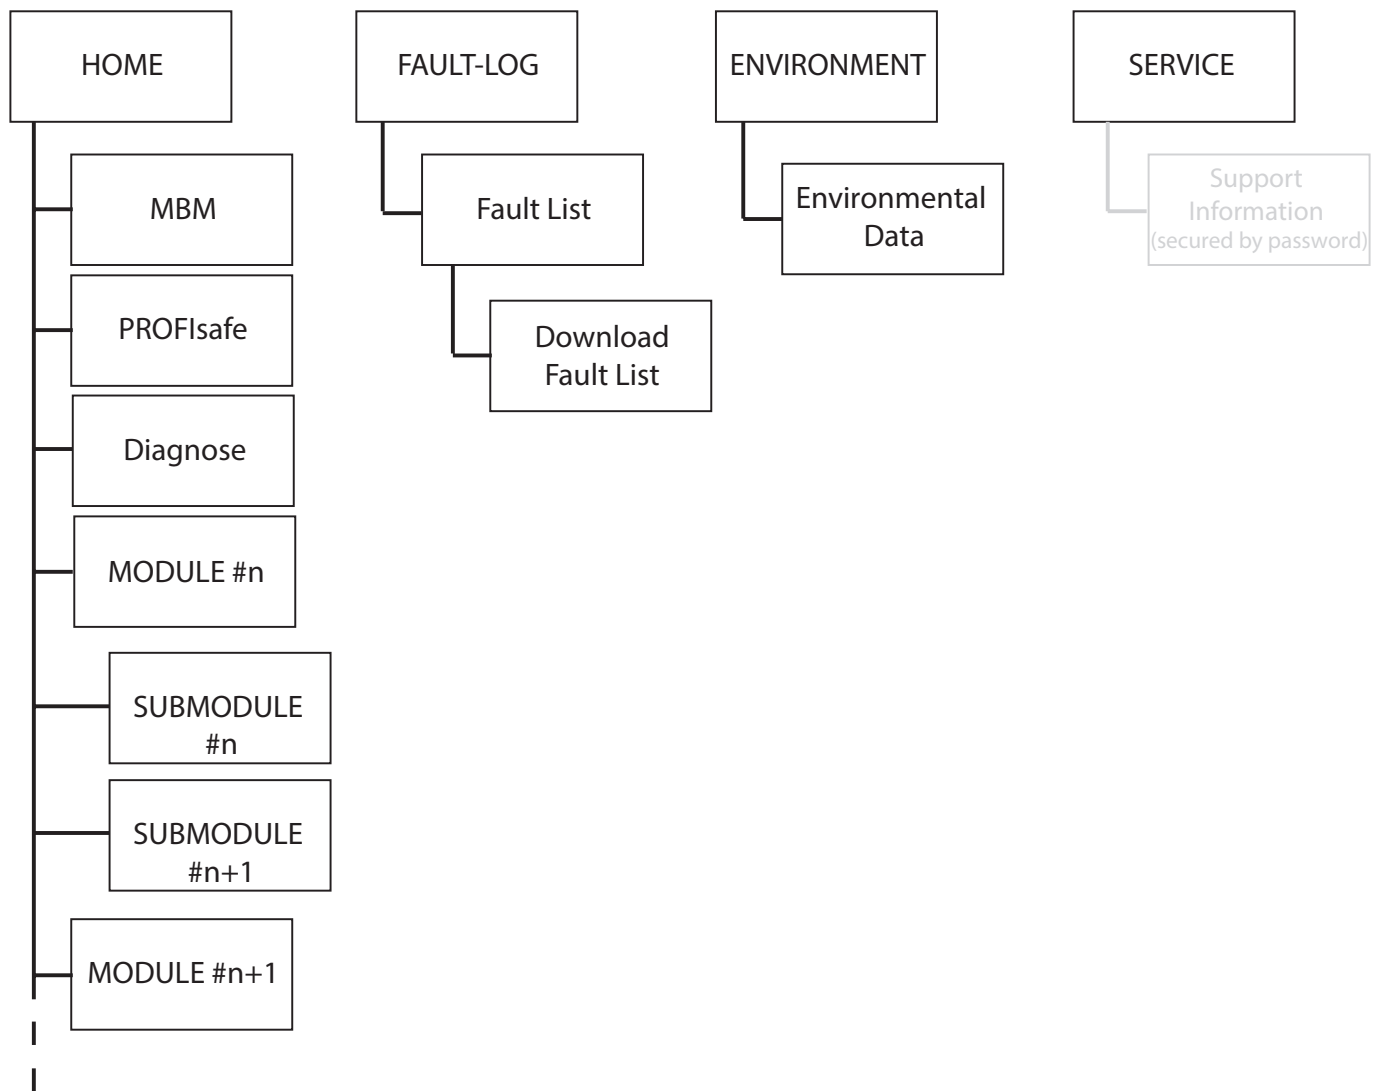 HOME
MBM
PROFIsafe
Diagnose
MODULE #n
SUBMODULE
#n
SUBMODULE
#n+1
MODULE #n+1
FAULT-LOG
Fault List
Download
Fault List
ENVIRONMENT
Environmental
Data
SERVICE
Support
Information
(secured by password)